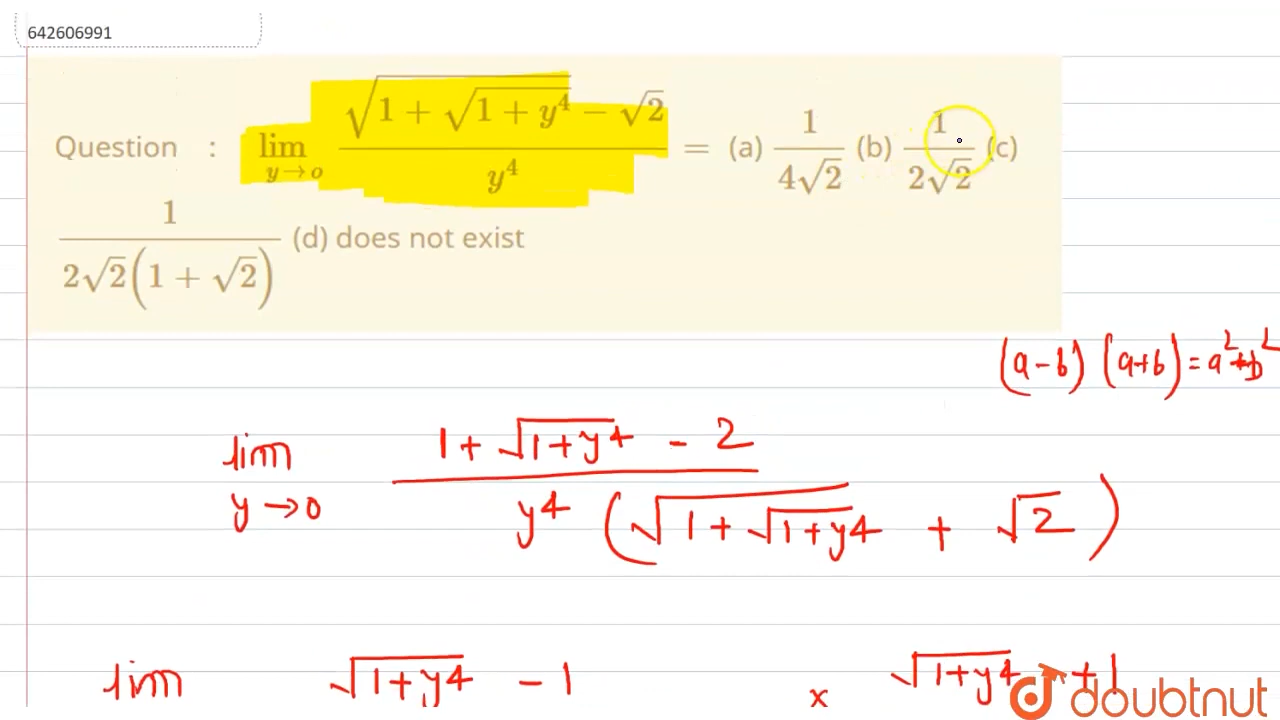 642606991
Question : lim y→o (√(1 + √(1 + y⁴)) − √2) / y⁴ = (a) 1/(4√2) (b) 1/(2√2) (c)
1/(2√2(1 + √2)) (d) does not exist
(a-b) (a+b) = a²+b²
lim y→0 (1 + √(1+y4) - 2) / (y4 (√(1 + √(1+y4)) + √2))
lim √(1+y4) - 1 × √(1+y4) + 1
doubtnut